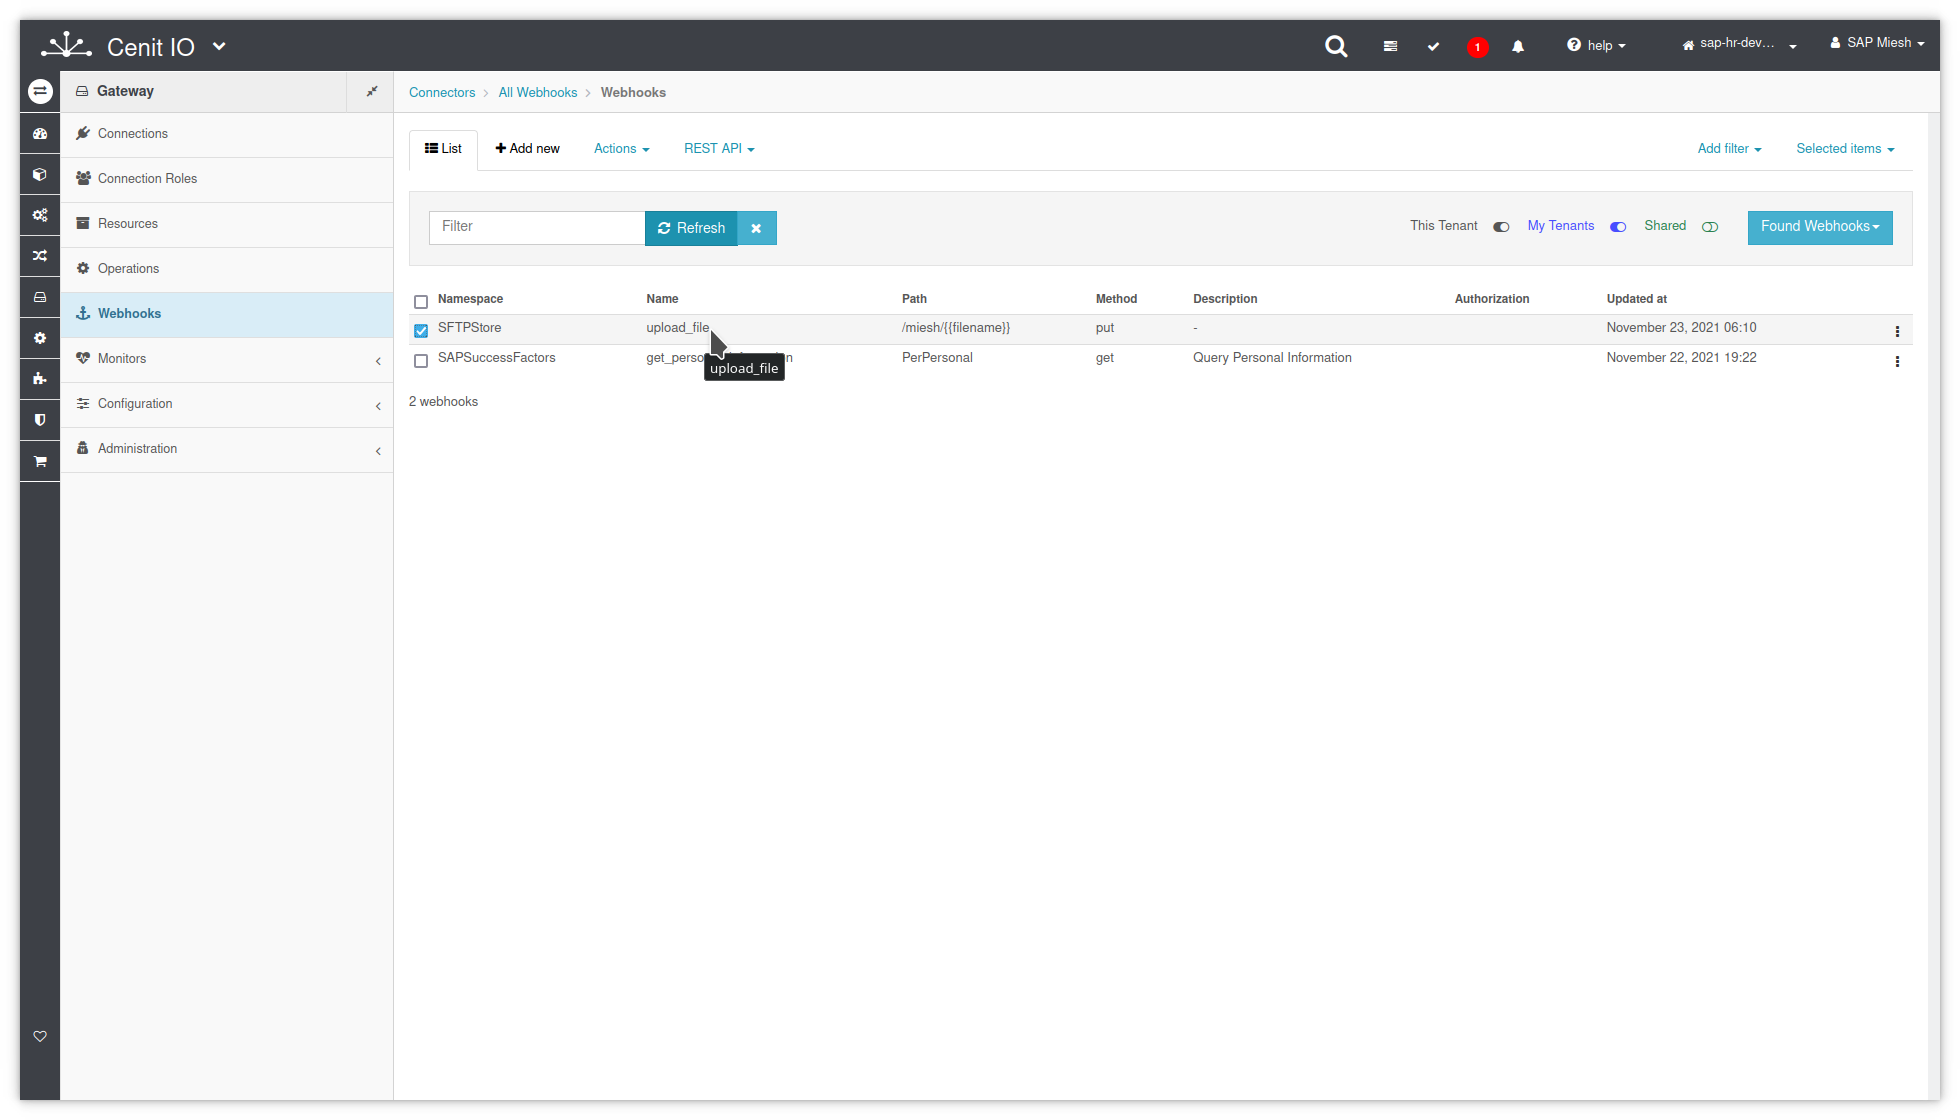 Cenit IO
1
help
sap-hr-dev...
SAP Miesh
Gateway
Connectors > All Webhooks > Webhooks
Connections
Connection Roles
Resources
Operations
Webhooks
Monitors
Configuration
Administration
List
Add new
Actions
REST API
Add filter
Selected items
Filter
Refresh
This Tenant
My Tenants
Shared
Found Webhooks
Namespace Name Path Method Description Authorization Updated at
SFTPStore upload_file /miesh/{{filename}} put - November 23, 2021 06:10
SAPSuccessFactors PerPersonal get Query Personal Information November 22, 2021 19:22
upload_file
2 webhooks